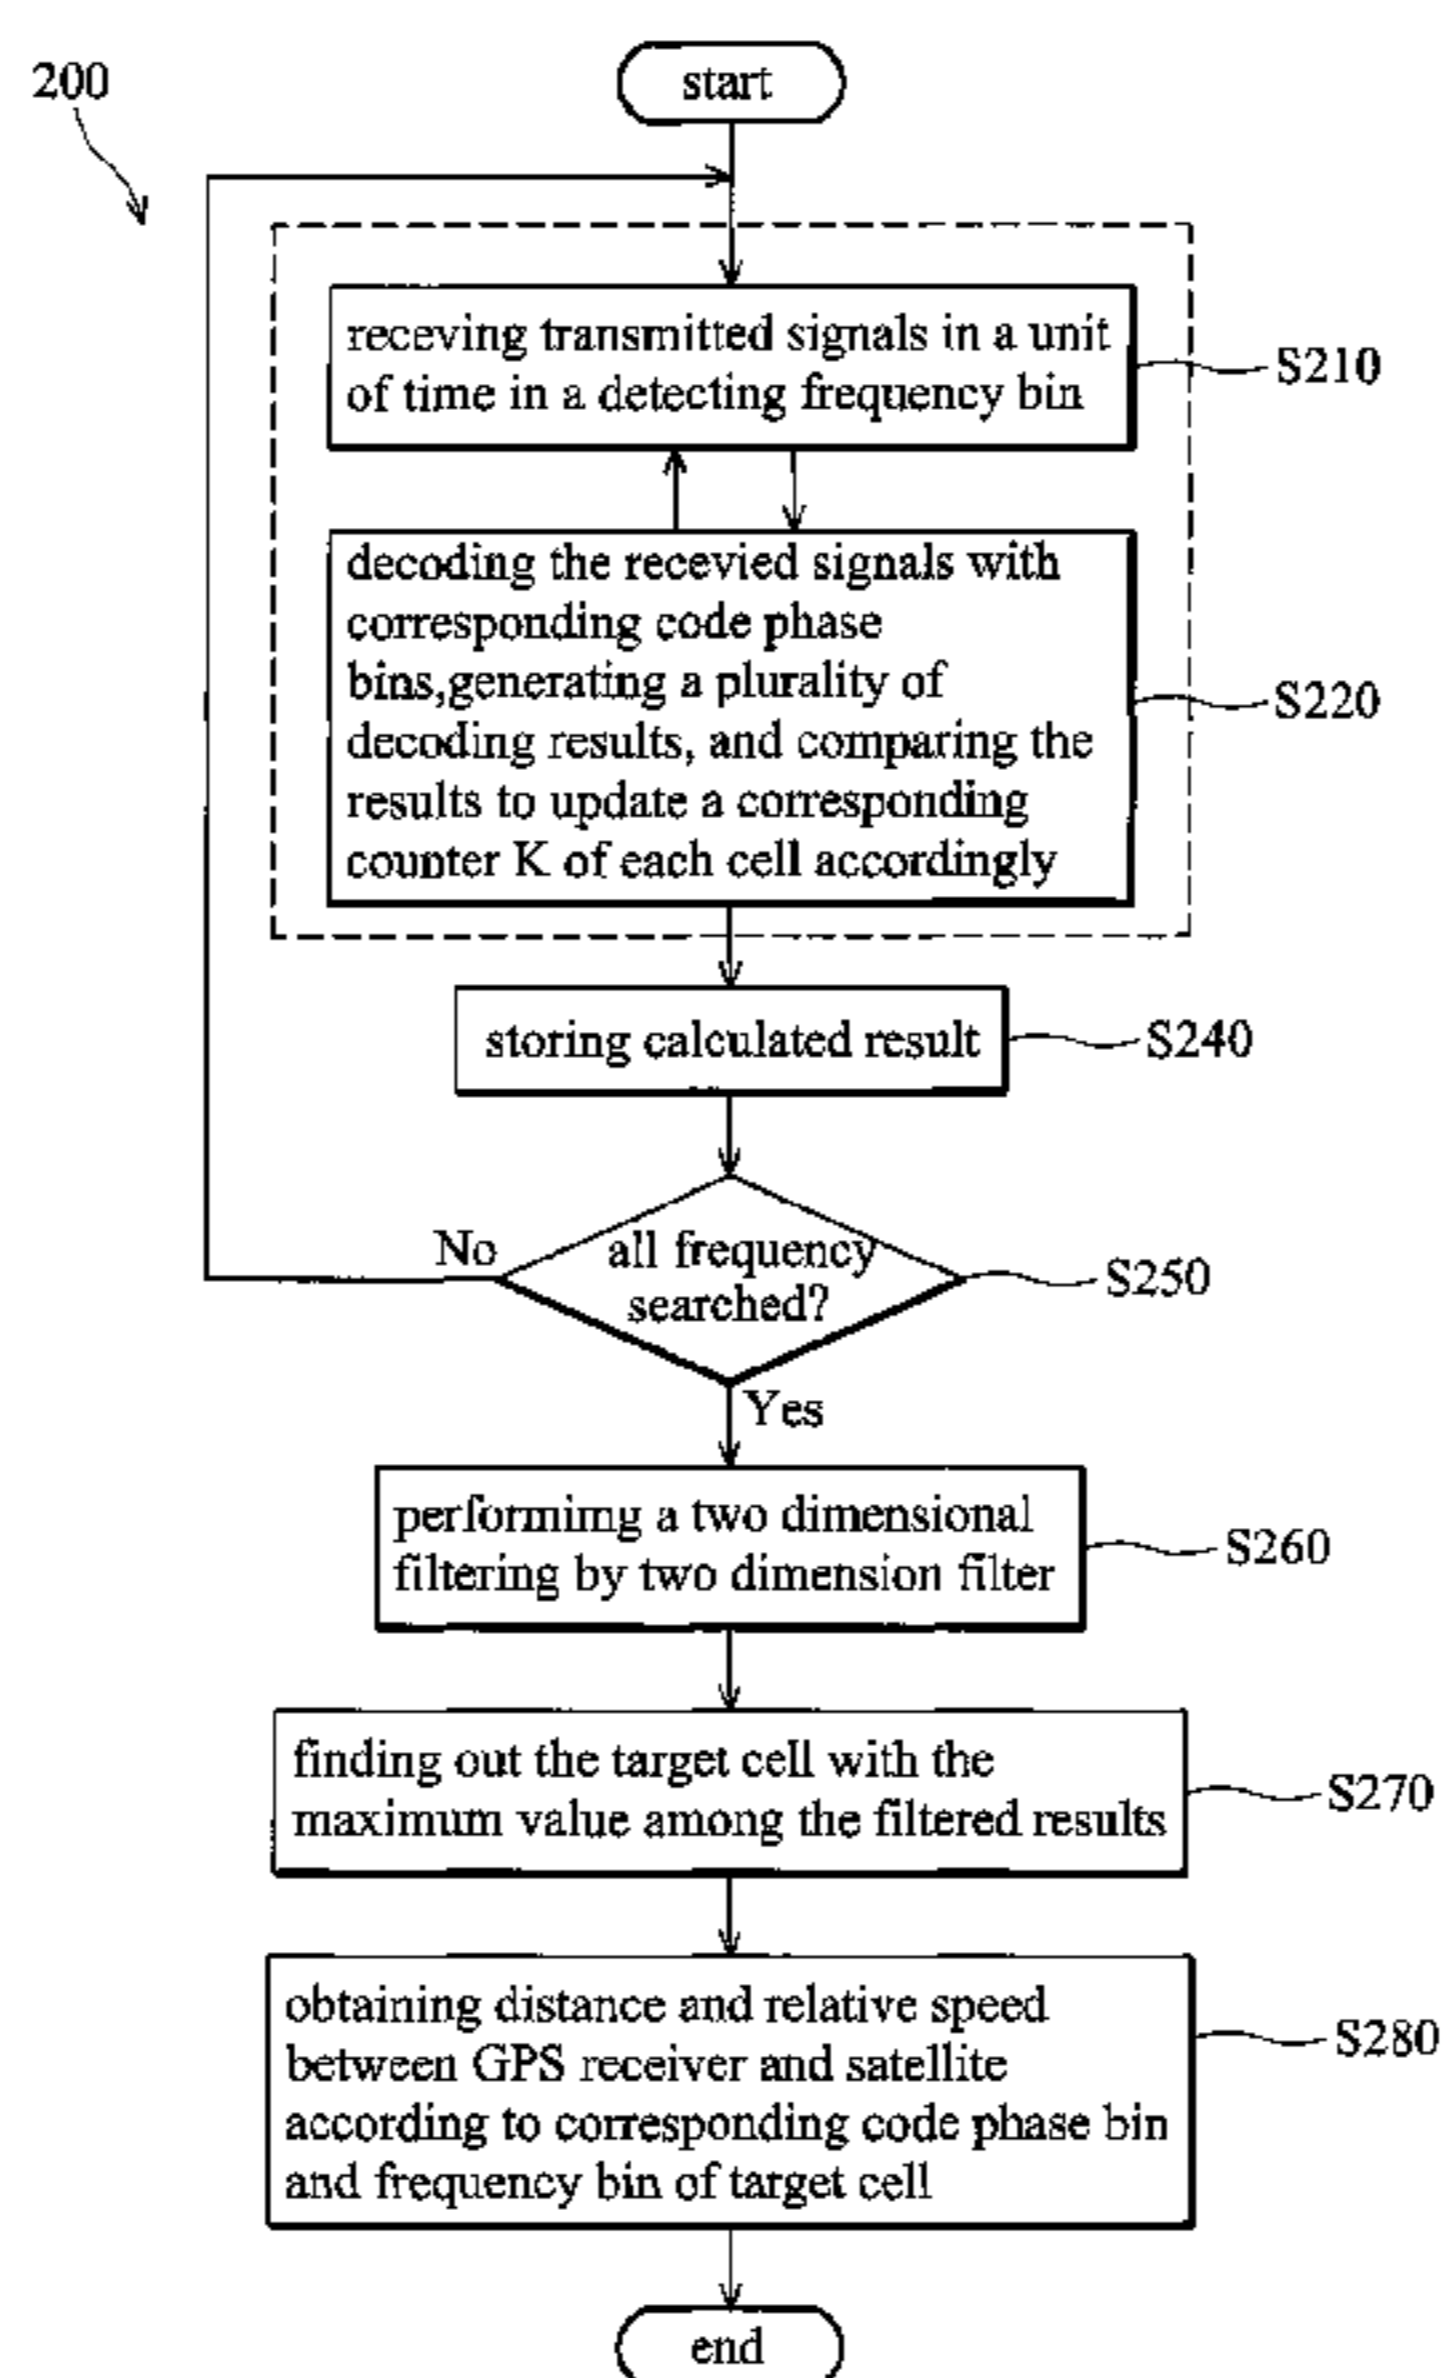 200
start
receving transmitted signals in a unit
of time in a detecting frequency bin
S210
decoding the recevied signals with
corresponding code phase
bins,generating a plurality of
decoding results, and comparing the
results to update a corresponding
counter K of each cell accordingly
S220
storing calculated result
S240
No
all frequency
searched?
S250
Yes
performimg a two dimensional
filtering by two dimension filter
S260
finding out the target cell with the
maximum value among the filtered results
S270
obtaining distance and relative speed
between GPS receiver and satellite
according to corresponding code phase bin
and frequency bin of target cell
S280
end